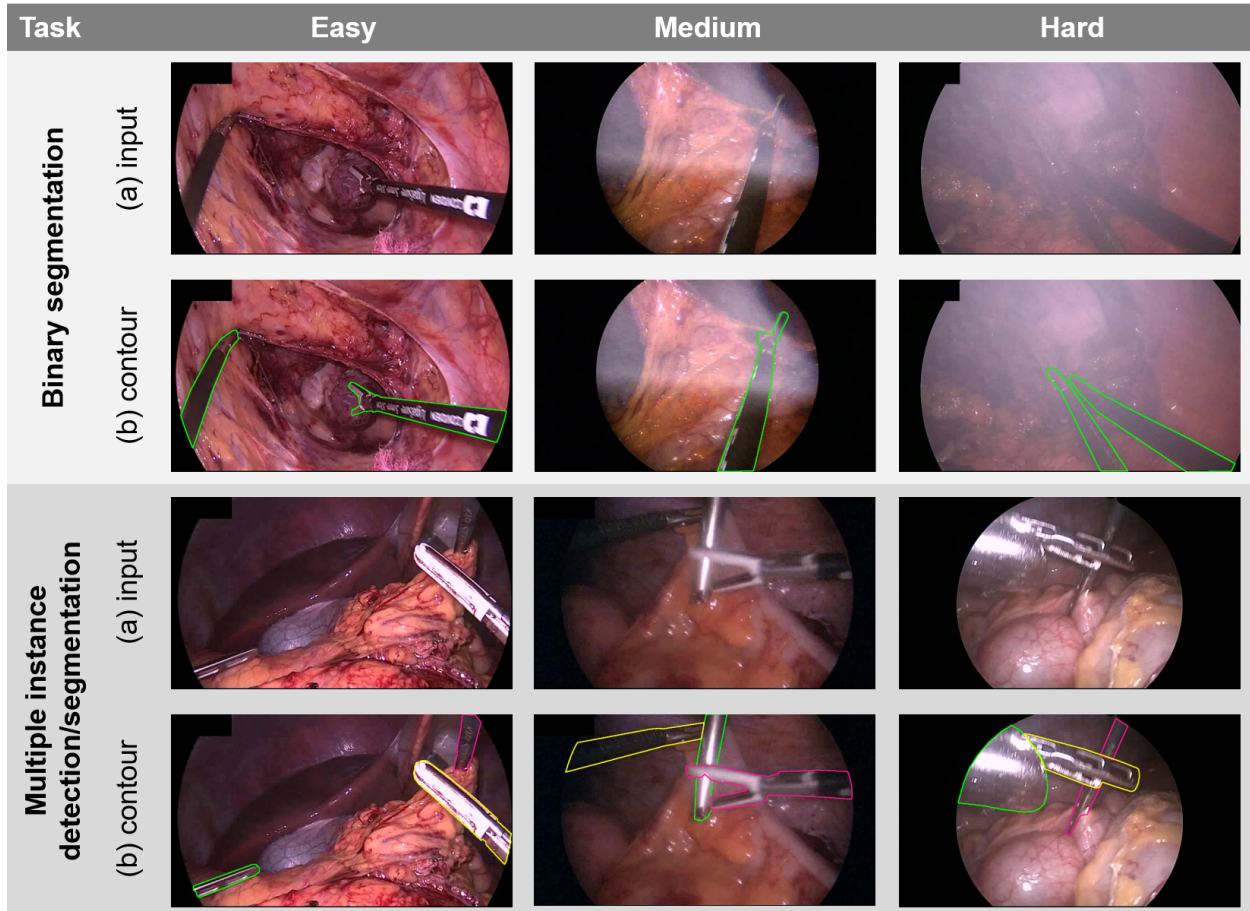 Task Easy Medium Hard
Binary segmentation
(a) input
(b) contour
Multiple instance
detection/segmentation
(a) input
(b) contour